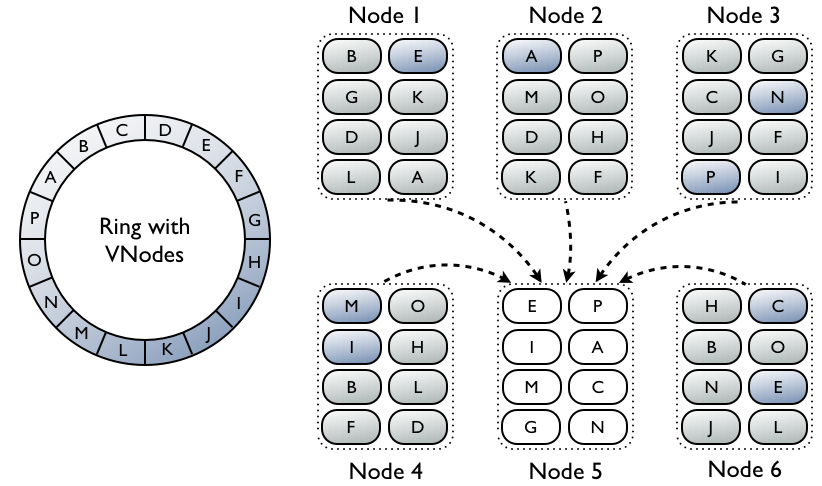 Node 1
B E
G K
D J
L A
Node 2
A P
M O
D H
K F
Node 3
K G
C N
J F
P I
Ring with
VNodes
A B C D E F G H I J K L M N O P
M O
I H
B L
F D
Node 4
E P
I A
M C
G N
Node 5
H C
B O
N E
J L
Node 6